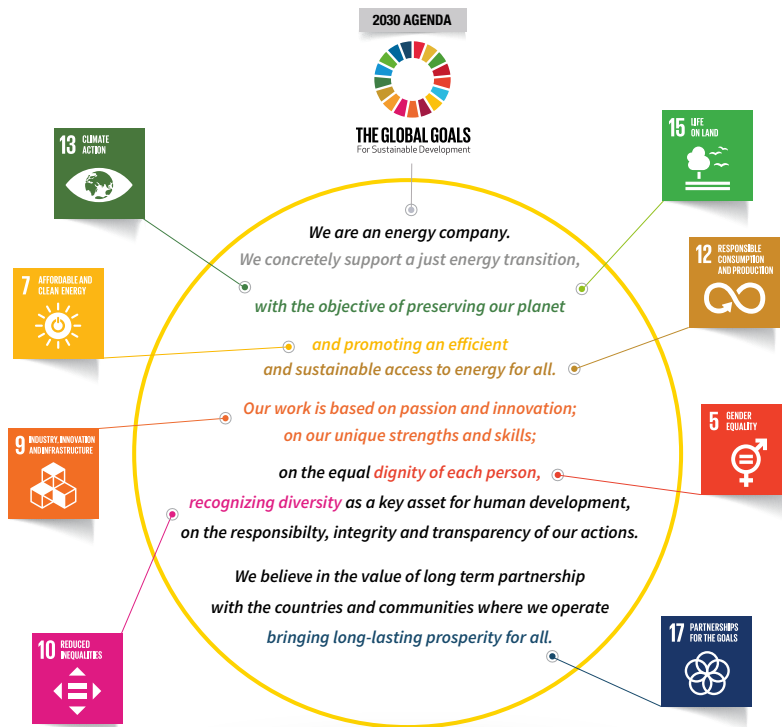 2030 AGENDA
THE GLOBAL GOALS
For Sustainable Development
13 CLIMATE
ACTION
15 LIFE
ON LAND
We are an energy company.
We concretely support a just energy transition,
12 RESPONSIBLE
CONSUMPTION
AND PRODUCTION
7 AFFORDABLE AND
CLEAN ENERGY
with the objective of preserving our planet
and promoting an efficient
and sustainable access to energy for all.
Our work is based on passion and innovation;
on our unique strengths and skills;
9 INDUSTRY, INNOVATION
AND INFRASTRUCTURE
5 GENDER
EQUALITY
on the equal dignity of each person,
recognizing diversity as a key asset for human development,
on the responsibilty, integrity and transparency of our actions.
We believe in the value of long term partnership
with the countries and communities where we operate
bringing long-lasting prosperity for all.
10 REDUCED
INEQUALITIES
17 PARTNERSHIPS
FOR THE GOALS